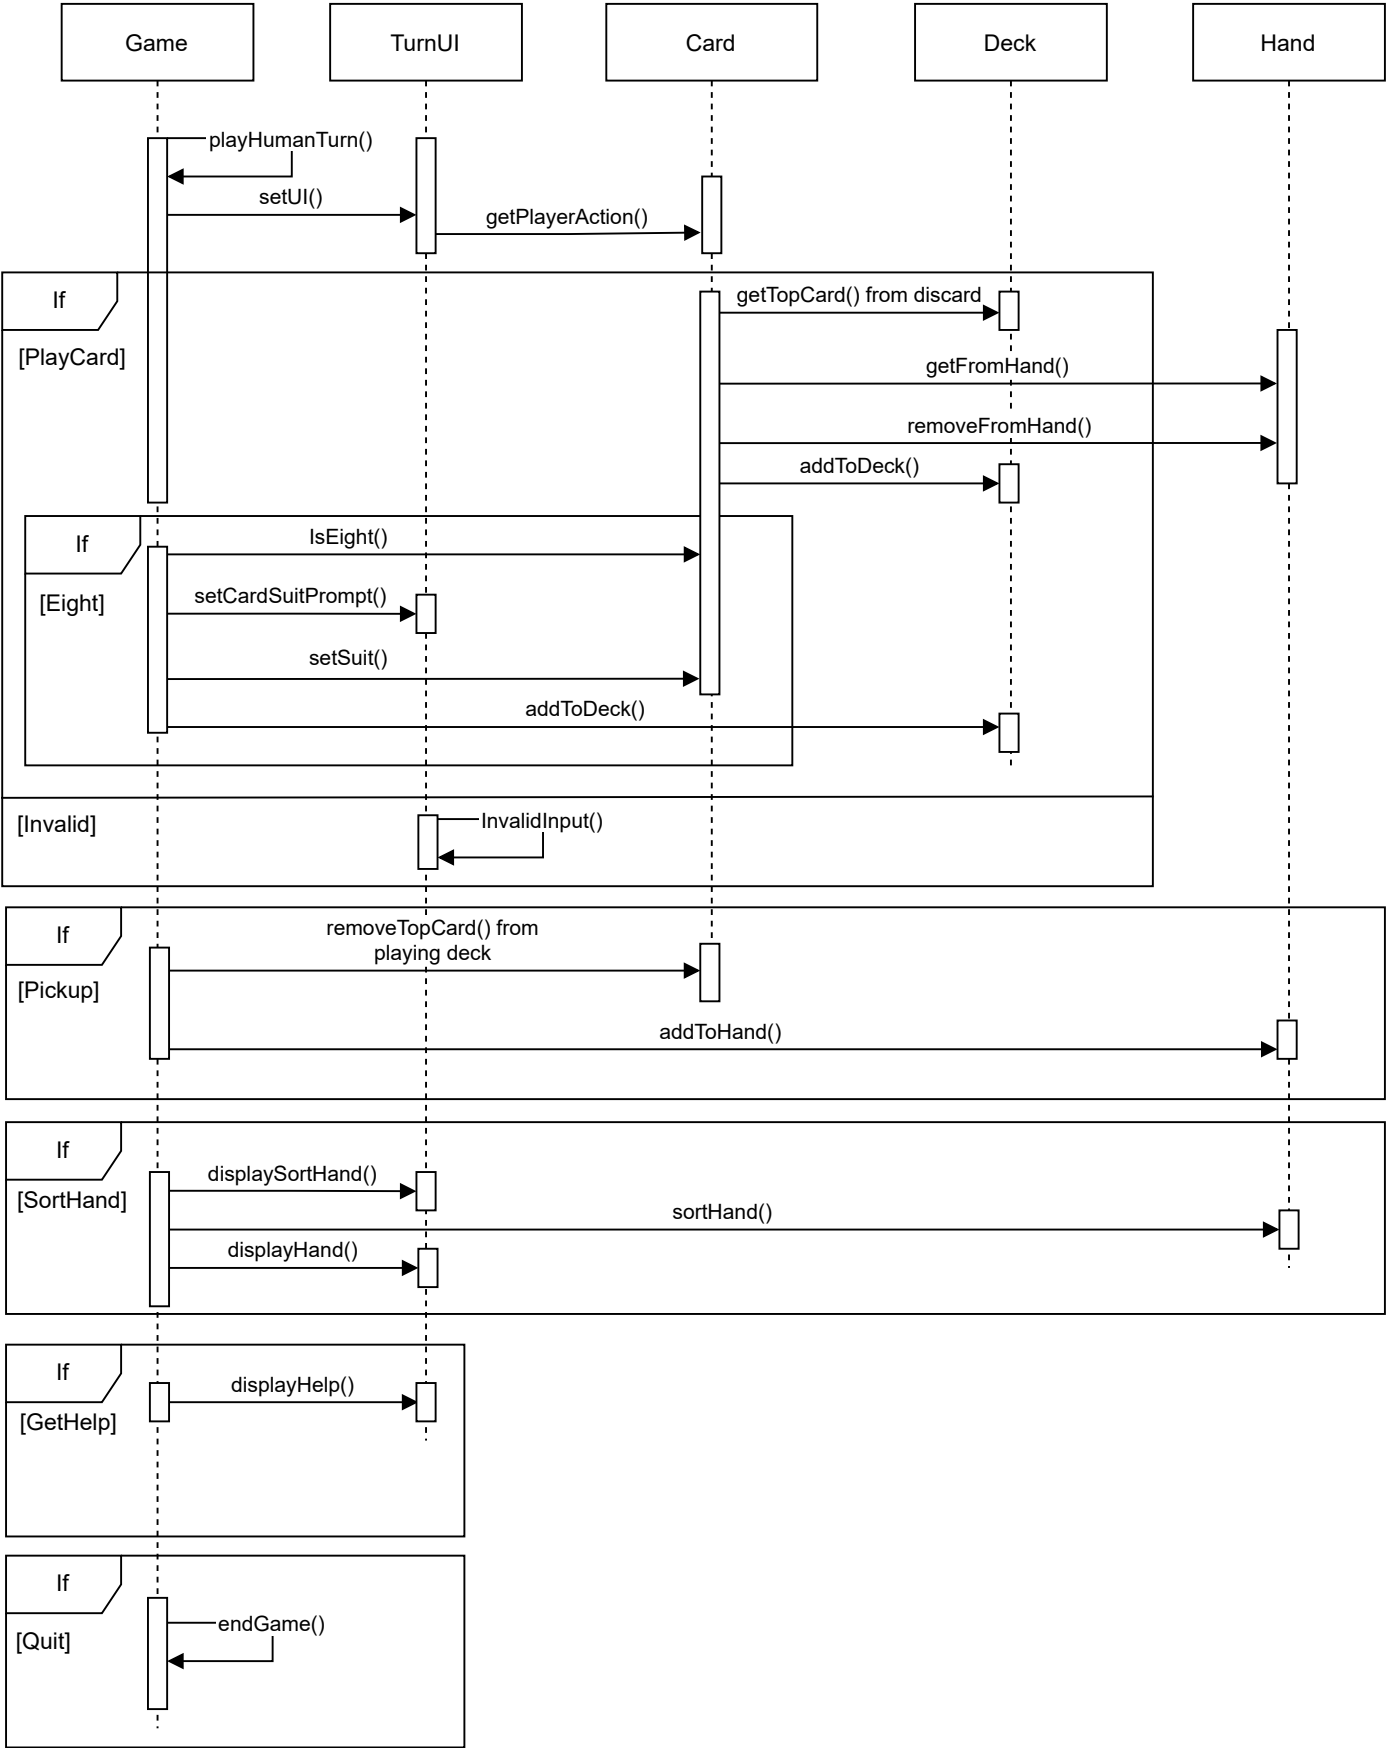 Game
TurnUI
Card
Deck
Hand
playHumanTurn()
setUI()
getPlayerAction()
If
getTopCard() from discard
[PlayCard]
getFromHand()
removeFromHand()
addToDeck()
If
IsEight()
[Eight]
setCardSuitPrompt()
setSuit()
addToDeck()
[Invalid]
InvalidInput()
If
removeTopCard() from
playing deck
[Pickup]
addToHand()
If
displaySortHand()
[SortHand]
sortHand()
displayHand()
If
displayHelp()
[GetHelp]
If
endGame()
[Quit]